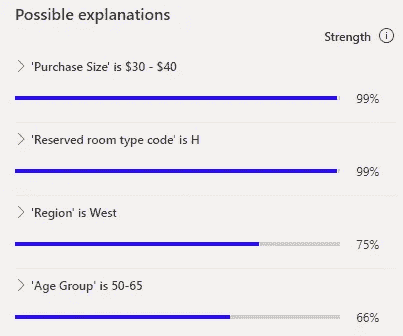 Possible explanations
Strength
'Purchase Size' is $30 - $40
99%
'Reserved room type code' is H
99%
'Region' is West
75%
'Age Group' is 50-65
66%